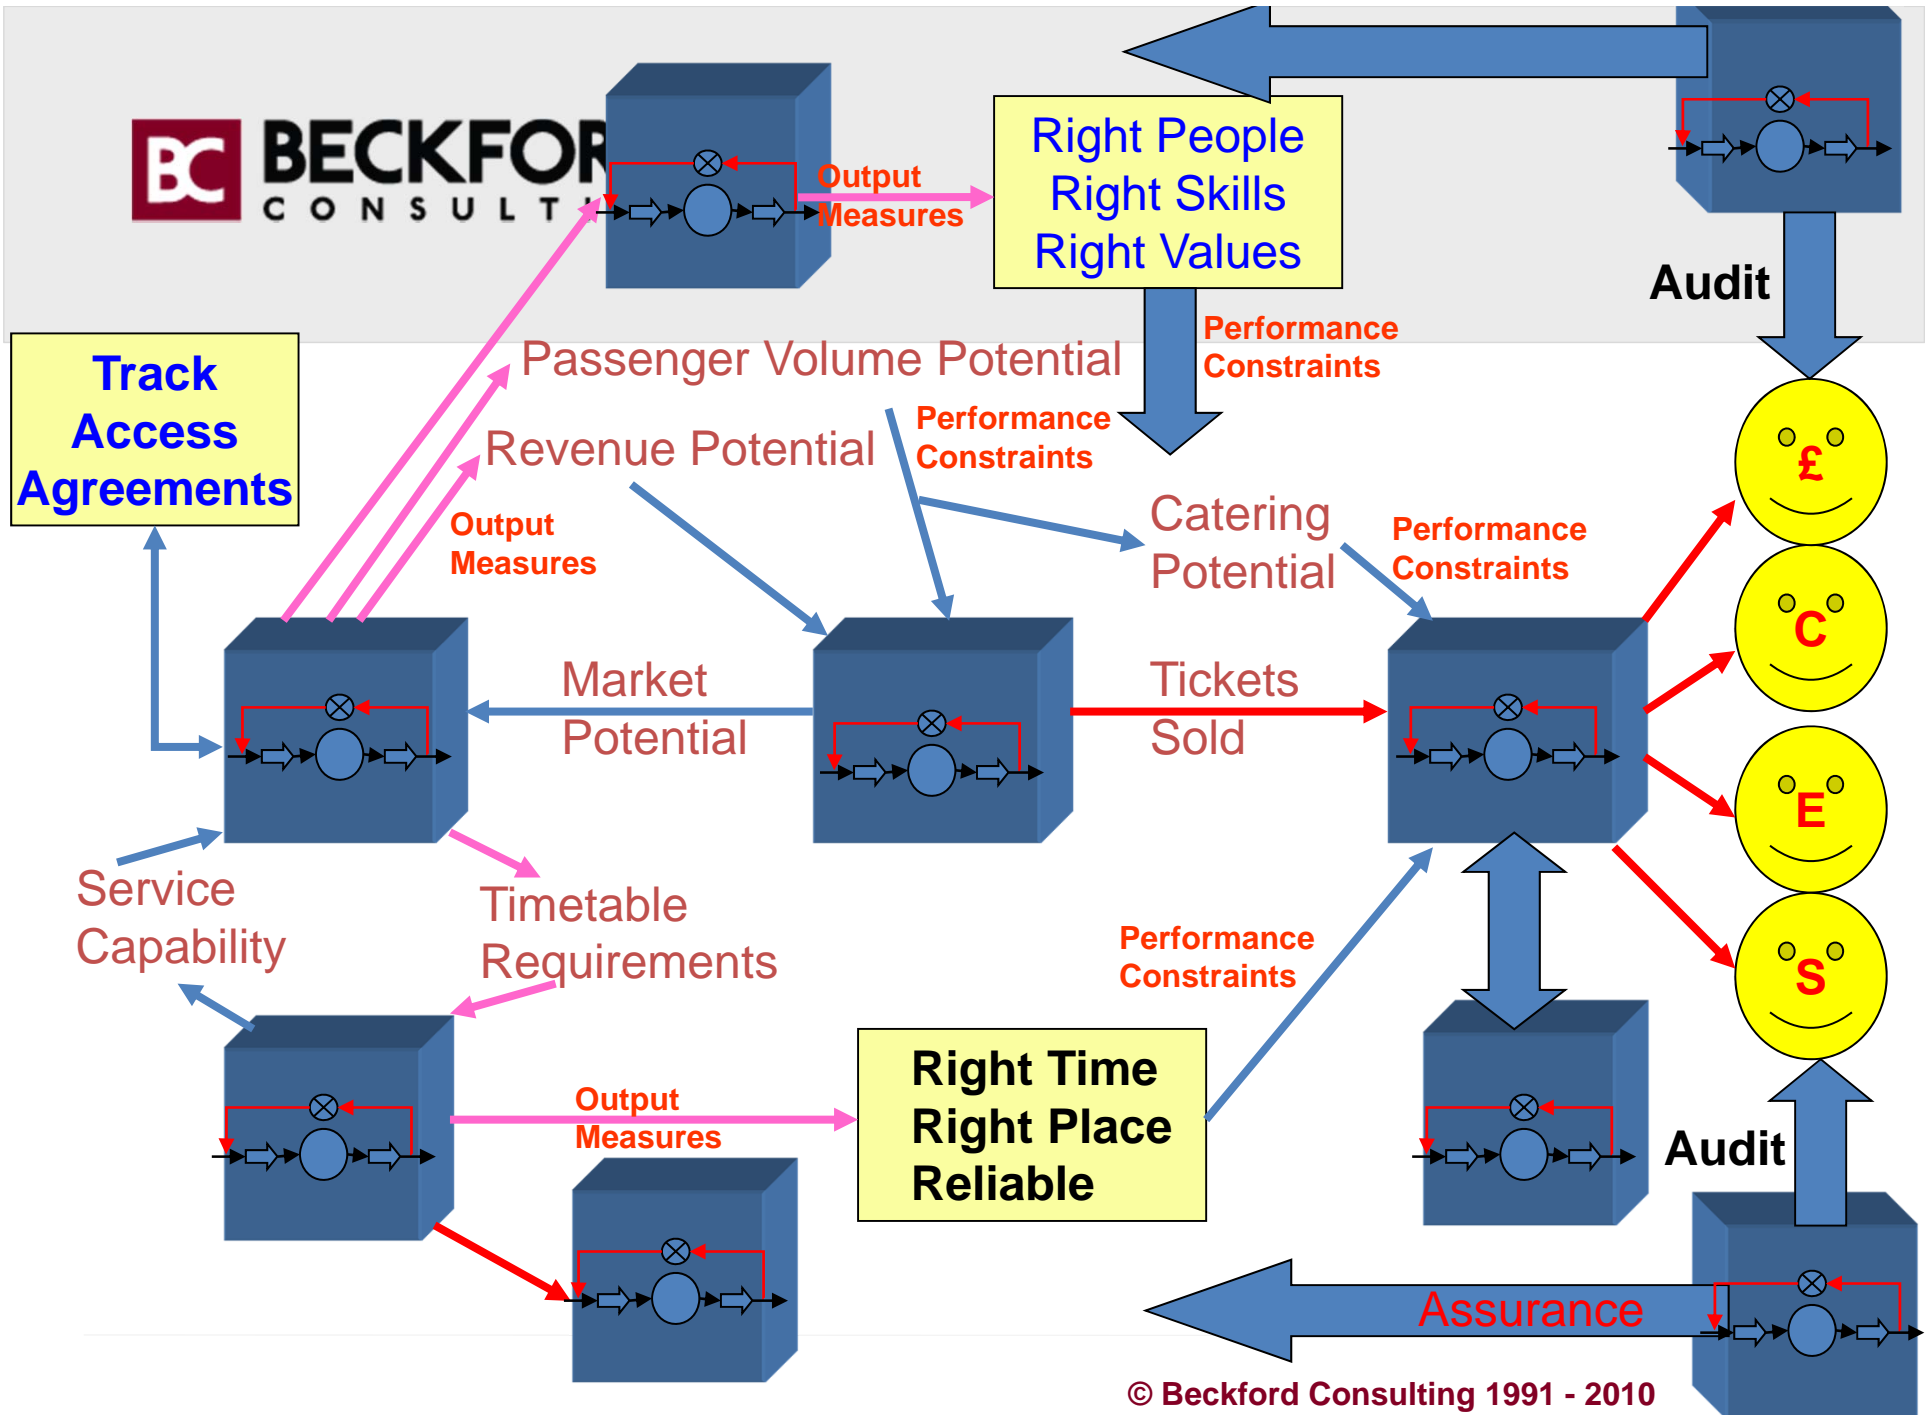 BC
BECKFOR
CONSULT
Output
Measures
Right People
Right Skills
Right Values
Audit
Performance
Constraints
Track
Access
Agreements
Passenger Volume Potential
Performance
Constraints
Revenue Potential
Output
Measures
Catering
Potential
Performance
Constraints
£
C
E
S
Market
Potential
Tickets
Sold
Service
Capability
Timetable
Requirements
Performance
Constraints
Output
Measures
Right Time
Right Place
Reliable
Audit
Assurance
© Beckford Consulting 1991 - 2010